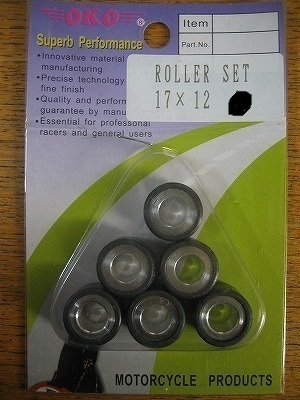 OKO ®
Superb Performance
• Innovative material
manufacturing
• Precise technology
fine finish
• Quality and perform
guarantee by manu
• Essential for professonal
racers and general users
Item
Part.No.
ROLLER SET
17×12
MOTORCYCLE PRODUCTS